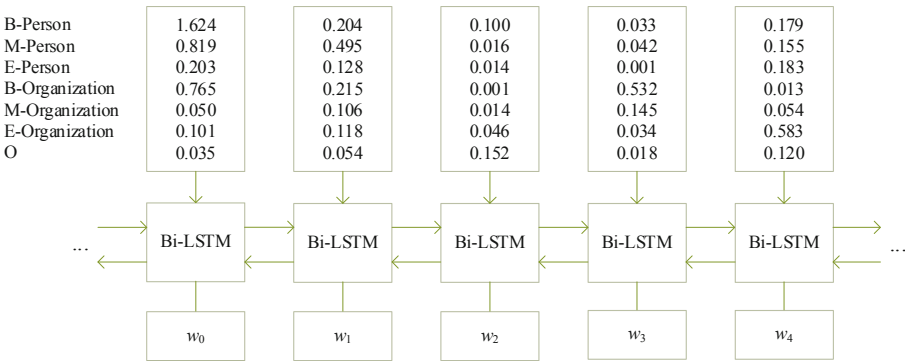 B-Person 1.624 0.204 0.100 0.033 0.179
M-Person 0.819 0.495 0.016 0.042 0.155
E-Person 0.203 0.128 0.014 0.001 0.183
B-Organization 0.765 0.215 0.001 0.532 0.013
M-Organization 0.050 0.106 0.014 0.145 0.054
E-Organization 0.101 0.118 0.046 0.034 0.583
O 0.035 0.054 0.152 0.018 0.120
... Bi-LSTM Bi-LSTM Bi-LSTM Bi-LSTM Bi-LSTM ...
w₀ w₁ w₂ w₃ w₄